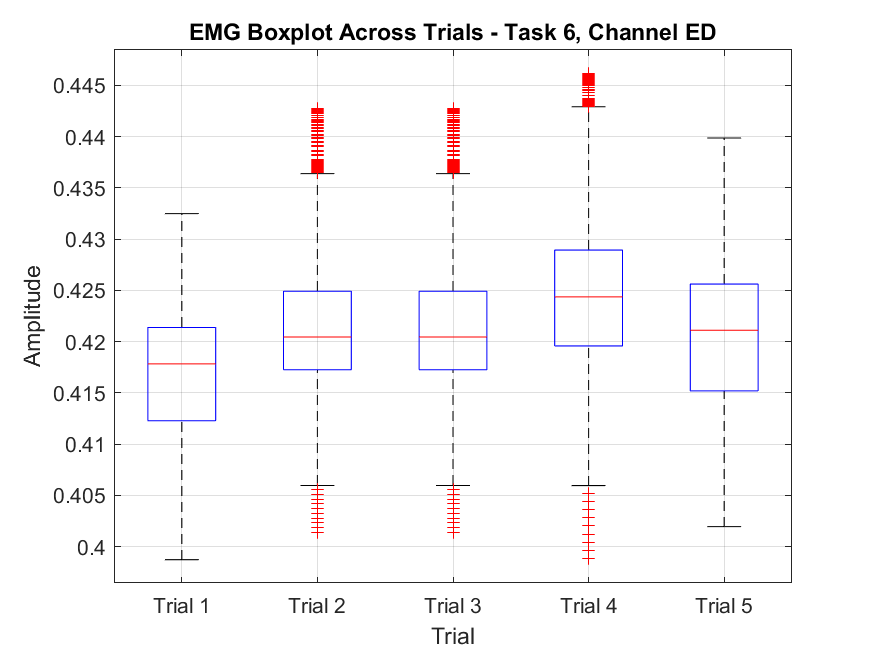 EMG Boxplot Across Trials - Task 6, Channel ED
0.445
0.44
0.435
0.43
0.425
0.42
0.415
0.41
0.405
0.4
Amplitude
Trial 1 Trial 2 Trial 3 Trial 4 Trial 5
Trial